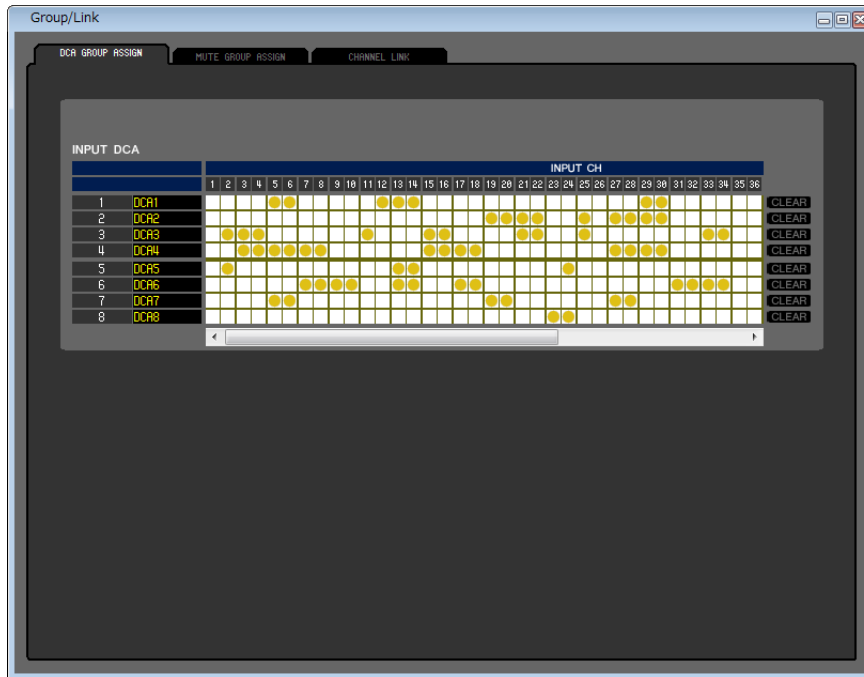 Group/Link
DCA GROUP ASSIGN MUTE GROUP ASSIGN CHANNEL LINK
INPUT DCA
INPUT CH
1 2 3 4 5 6 7 8 9 10 11 12 13 14 15 16 17 18 19 20 21 22 23 24 25 26 27 28 29 30 31 32 33 34 35 36
1 DCA1 CLEAR
2 DCA2 CLEAR
3 DCA3 CLEAR
4 DCA4 CLEAR
5 DCA5 CLEAR
6 DCA6 CLEAR
7 DCA7 CLEAR
8 DCA8 CLEAR